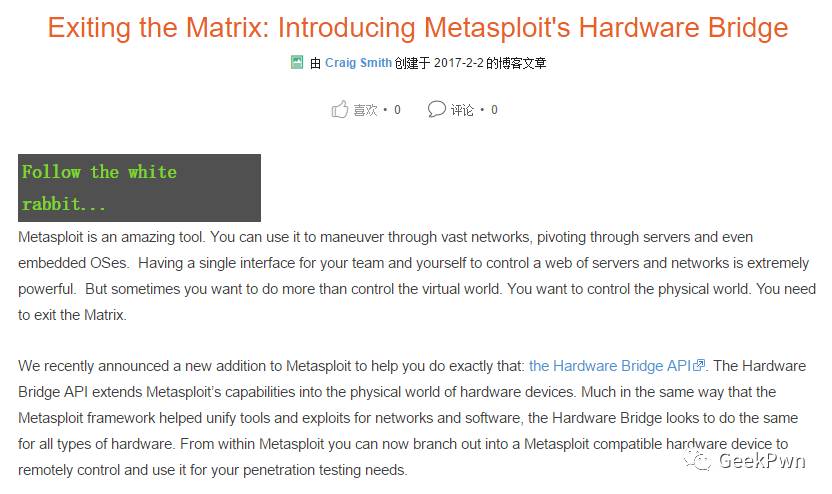 Exiting the Matrix: Introducing Metasploit's Hardware Bridge
由 Craig Smith 创建于 2017-2-2 的博客文章
喜欢 • 0 评论 • 0
Follow the white
rabbit...
Metasploit is an amazing tool. You can use it to maneuver through vast networks, pivoting through servers and even
embedded OSes.  Having a single interface for your team and yourself to control a web of servers and networks is extremely
powerful.  But sometimes you want to do more than control the virtual world. You want to control the physical world. You need
to exit the Matrix.
We recently announced a new addition to Metasploit to help you do exactly that: the Hardware Bridge API. The Hardware
Bridge API extends Metasploit's capabilities into the physical world of hardware devices. Much in the same way that the
Metasploit framework helped unify tools and exploits for networks and software, the Hardware Bridge looks to do the same
for all types of hardware. From within Metasploit you can now branch out into a Metasploit compatible hardware device to
remotely control and use it for your penetration testing needs.
GeekPwn